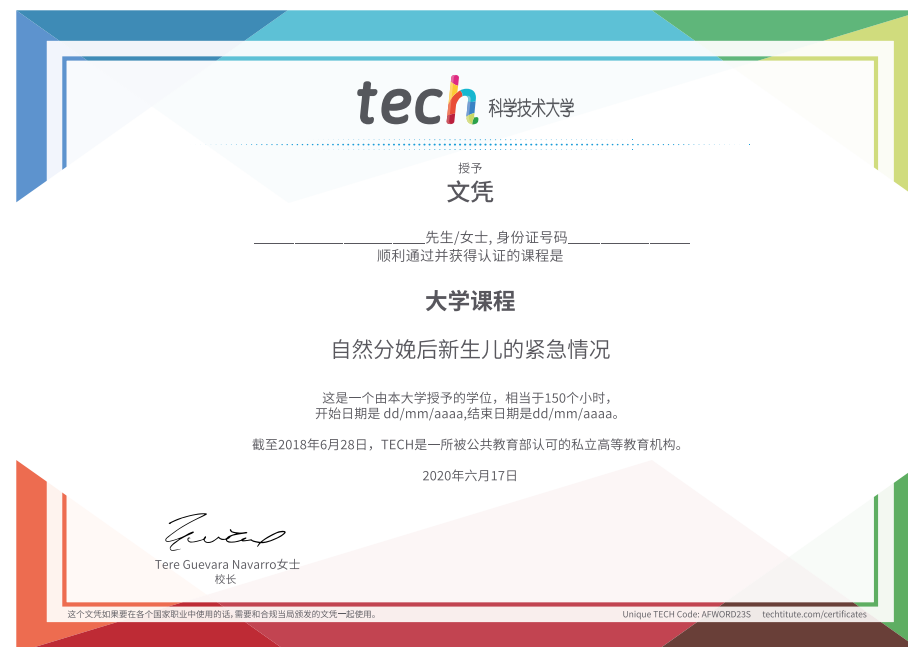 tech 科学技术大学
授予
文凭
先生/女士, 身份证号码
顺利通过并获得认证的课程是
大学课程
自然分娩后新生儿的紧急情况
这是一个由本大学授予的学位，相当于150个小时，
开始日期是 dd/mm/aaaa,结束日期是dd/mm/aaaa。
截至2018年6月28日，TECH是一所被公共教育部认可的私立高等教育机构。
2020年六月17日
Tere Guevara Navarro女士
校长
这个文凭如果要在各个国家职业中使用的话,需要和合规当局颁发的文凭一起使用。
Unique TECH Code: AFWORD23S techtitute.com/certificates